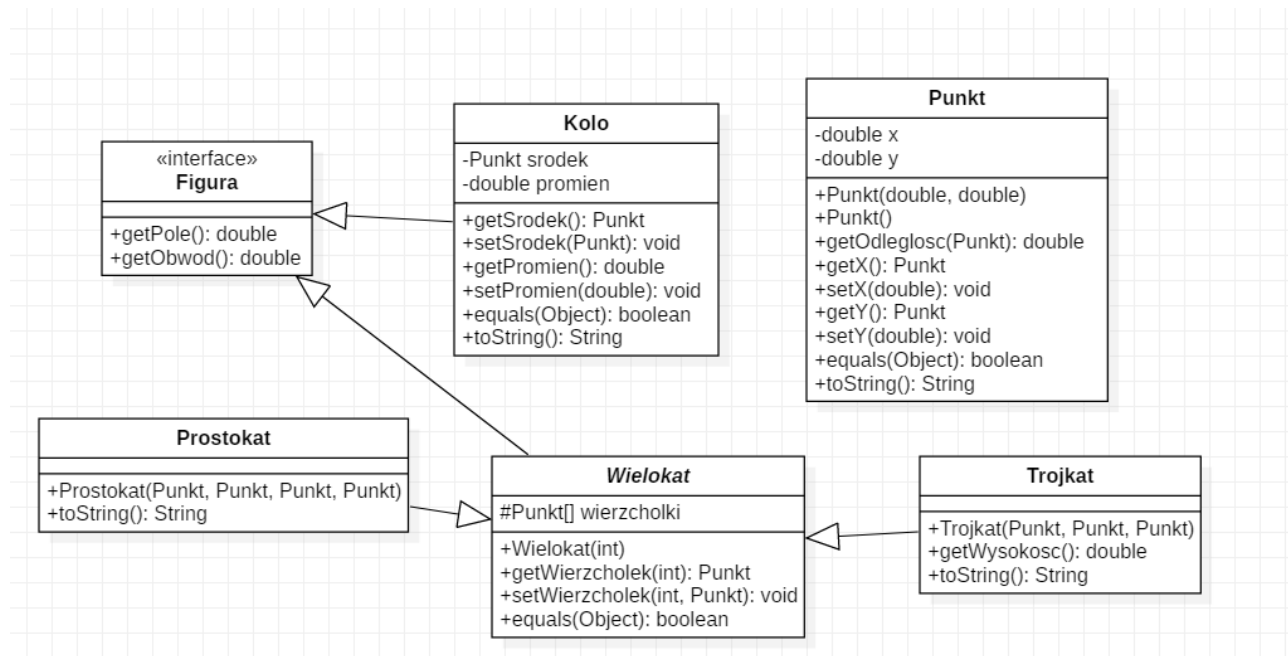 «interface»
Figura
+getPole(): double
+getObwod(): double
Kolo
-Punkt srodek
-double promien
+getSrodek(): Punkt
+setSrodek(Punkt): void
+getPromien(): double
+setPromien(double): void
+equals(Object): boolean
+toString(): String
Punkt
-double x
-double y
+Punkt(double, double)
+Punkt()
+getOdleglosc(Punkt): double
+getX(): Punkt
+setX(double): void
+getY(): Punkt
+setY(double): void
+equals(Object): boolean
+toString(): String
Prostokat
+Prostokat(Punkt, Punkt, Punkt, Punkt)
+toString(): String
Wielokat
#Punkt[] wierzcholki
+Wielokat(int)
+getWierzcholek(int): Punkt
+setWierzcholek(int, Punkt): void
+equals(Object): boolean
Trojkat
+Trojkat(Punkt, Punkt, Punkt)
+getWysokosc(): double
+toString(): String